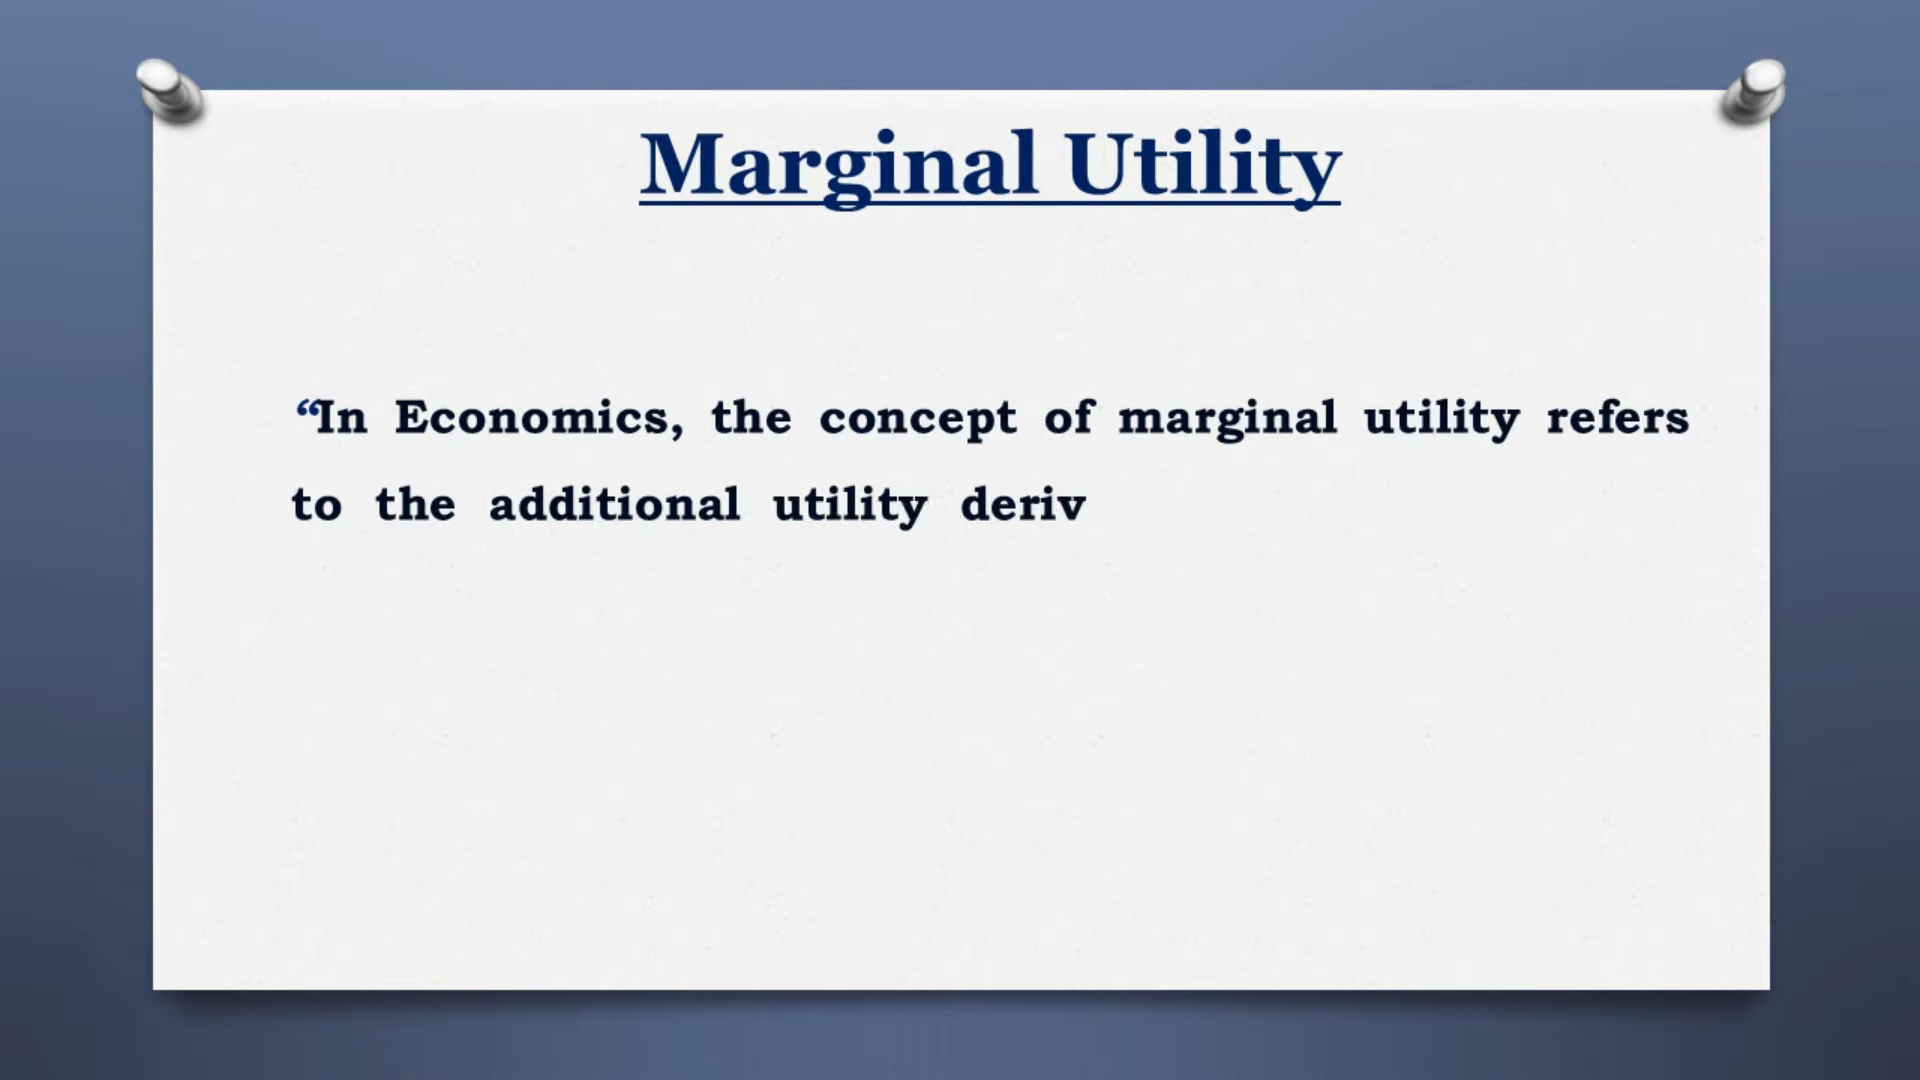 Marginal Utility
“In Economics, the concept of marginal utility refers
to the additional utility deriv